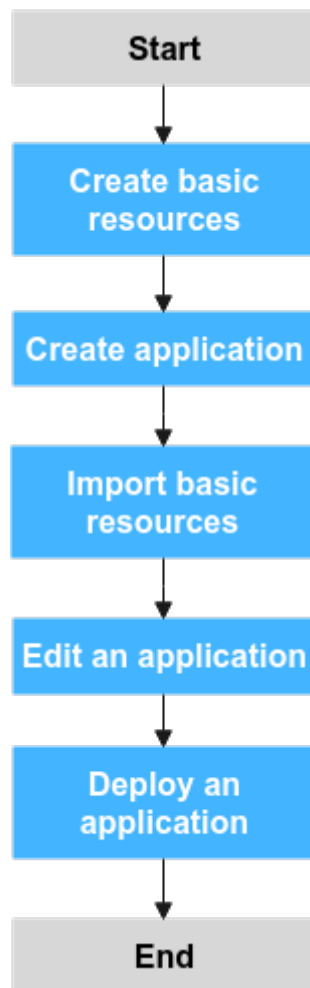 Start
Create basic
resources
Create application
Import basic
resources
Edit an application
Deploy an
application
End